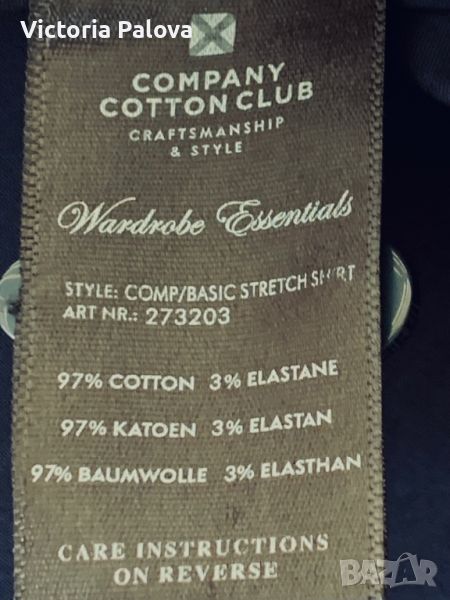 Victoria Palova
COMPANY
COTTON CLUB
CRAFTSMANSHIP
& STYLE
Wardrobe Essentials
STYLE: COMP/BASIC STRETCH SHIRT
ART NR.: 273203
97% COTTON 3% ELASTANE
97% KATOEN 3% ELASTAN
97% BAUMWOLLE 3% ELASTHAN
CARE INSTRUCTIONS
ON REVERSE
BAZAR